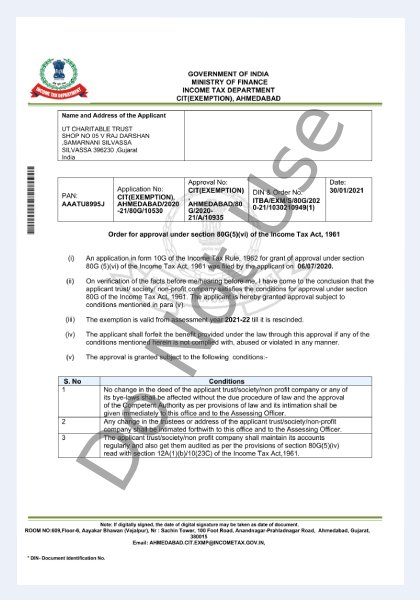 GOVERNMENT OF INDIA
MINISTRY OF FINANCE
INCOME TAX DEPARTMENT
CIT(EXEMPTION), AHMEDABAD
Name and Address of the Applicant
UT CHARITABLE TRUST
SHOP NO 05 V RAJ DARSHAN
,SAMARNANI SILVASSA
SILVASSA 396230 ,Gujarat
India
PAN:
AAATU8995J
Application No:
CIT(EXEMPTION),
AHMEDABAD/2020
-21/80G/10530
Approval No:
CIT(EXEMPTION)
,
AHMEDABAD/80
G/2020-
21/A/10935
DIN & Order No:
ITBA/EXM/S/80G/202
0-21/1030210949(1)
Date:
30/01/2021
Order for approval under section 80G(5)(vi) of the Income Tax Act, 1961
(i) An application in form 10G of the Income Tax Rule, 1962 for grant of approval under section
80G (5)(vi) of the Income Tax Act, 1961 was filed by the applicant on 06/07/2020.
(ii) On verification of the facts before me/hearing before me, I have come to the conclusion that the
applicant trust/ society/ non-profit company satisfies the conditions for approval under section
80G of the Income Tax Act, 1961. The applicant is hereby granted approval subject to
conditions mentioned in para (v).
(iii) The exemption is valid from assessment year 2021-22 till it is rescinded.
(iv) The applicant shall forfeit the benefit provided under the law through this approval if any of the
conditions mentioned herein is not complied with, abused or violated in any manner.
(v) The approval is granted subject to the following conditions:-
S. No Conditions
1 No change in the deed of the applicant trust/society/non profit company or any
of its bye-laws shall be affected without the due procedure of law and the approval
of the Competent Authority as per provisions of law and its intimation shall be
given immediately to this office and to the Assessing Officer.
2 Any change in the trustees or address of the applicant trust/society/non-profit
company shall be intimated forthwith to this office and to the Assessing Officer.
3 The applicant trust/society/non profit company shall maintain its accounts
regularly and also get them audited as per the provisions of section 80G(5)(iv)
read with section 12A(1)(b)/10(23C) of the Income Tax Act,1961.
Do Not Use
Note: If digitally signed, the date of digital signature may be taken as date of document.
ROOM NO:609,Floor-6, Aayakar Bhawan (Vejalpur), Nr : Sachin Tower, 100 Foot Road, Anandnagar-Prahladnagar Road, Ahmedabad, Gujarat,
380015
Email: AHMEDABAD.CIT.EXMP@INCOMETAX.GOV.IN,
* DIN- Document Identification No.